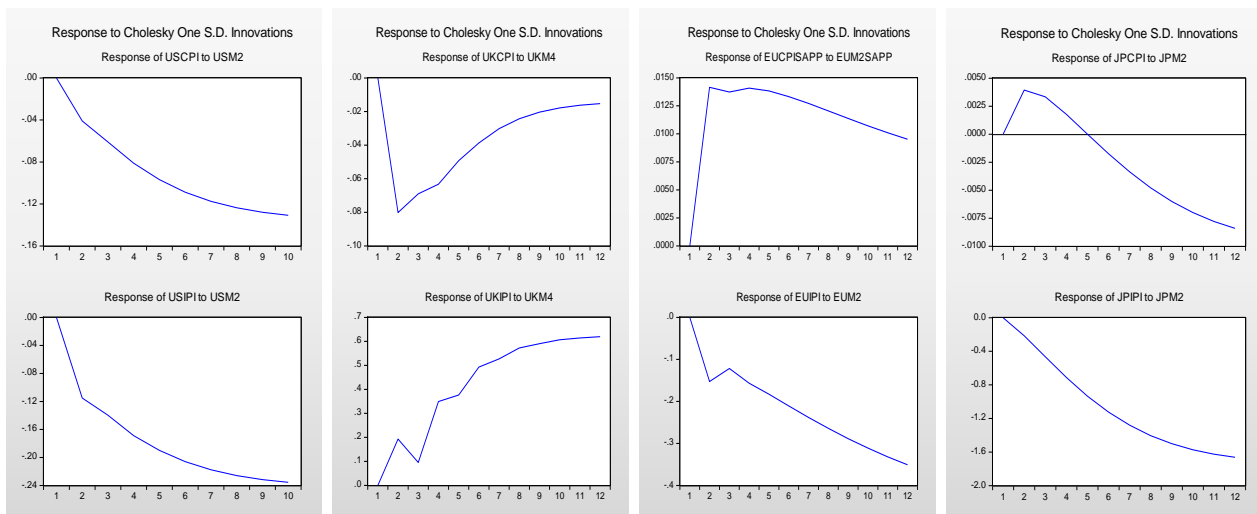 Response to Cholesky One S.D. Innovations
Response of USCPI to USM2
.00
-.04
-.08
-.12
-.16
1 2 3 4 5 6 7 8 9 10
Response of USIPI to USM2
.00
-.04
-.08
-.12
-.16
-.20
-.24
1 2 3 4 5 6 7 8 9 10
Response to Cholesky One S.D. Innovations
Response of UKCPI to UKM4
.00
-.02
-.04
-.06
-.08
-.10
1 2 3 4 5 6 7 8 9 10 11 12
Response of UKIPI to UKM4
.7
.6
.5
.4
.3
.2
.1
.0
1 2 3 4 5 6 7 8 9 10 11 12
Response to Cholesky One S.D. Innovations
Response of EUCPISAPP to EUM2SAPP
.0150
.0125
.0100
.0075
.0050
.0025
.0000
1 2 3 4 5 6 7 8 9 10 11 12
Response of EUIPI to EUM2
.0
-.1
-.2
-.3
-.4
1 2 3 4 5 6 7 8 9 10 11 12
Response to Cholesky One S.D. Innovations
Response of JPCPI to JPM2
.0050
.0025
.0000
-.0025
-.0050
-.0075
-.0100
1 2 3 4 5 6 7 8 9 10 11 12
Response of JPIPI to JPM2
0.0
-0.4
-0.8
-1.2
-1.6
-2.0
1 2 3 4 5 6 7 8 9 10 11 12